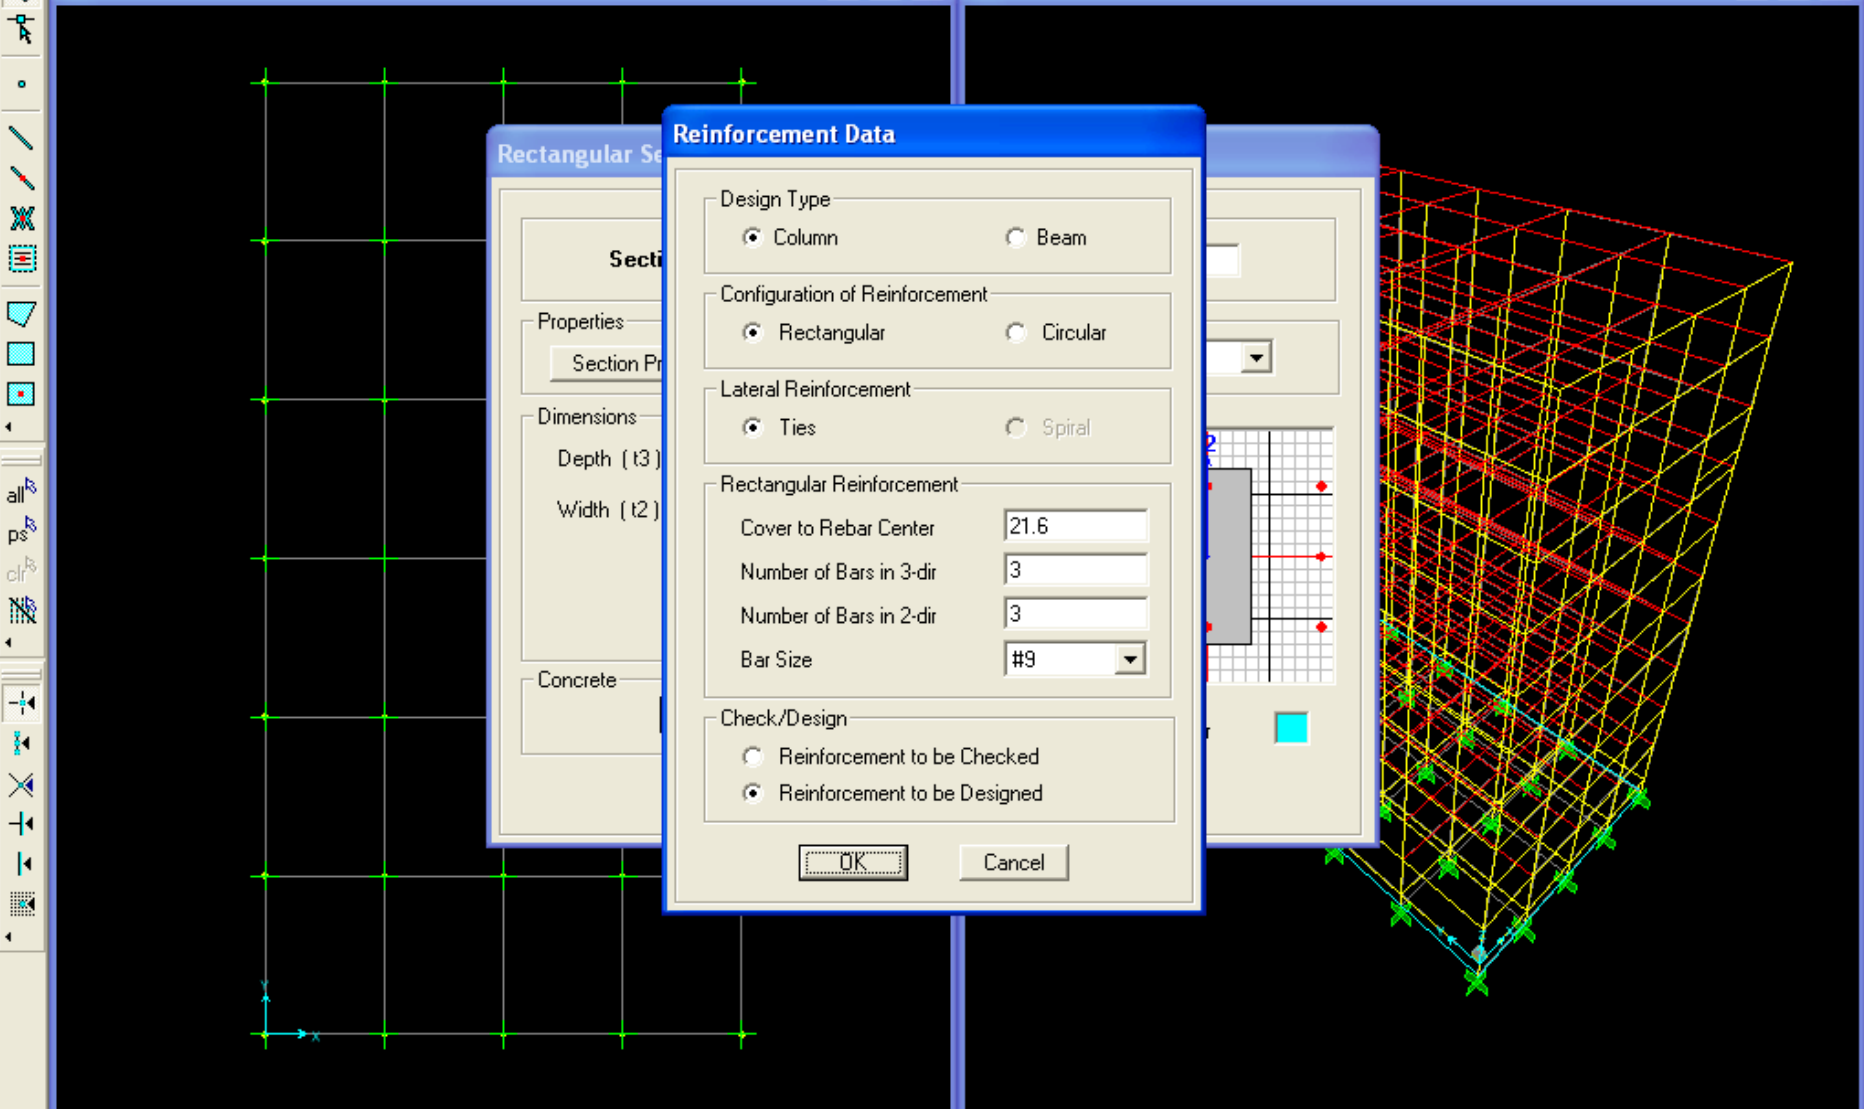 Reinforcement Data
Rectangular Se
Design Type
Column
Beam
Secti
Configuration of Reinforcement
Rectangular
Circular
Properties
Section Pr
Lateral Reinforcement
Ties
Spiral
Dimensions
Depth ( t3 )
Width ( t2 )
2
Rectangular Reinforcement
Cover to Rebar Center
21.6
Number of Bars in 3-dir
3
Number of Bars in 2-dir
3
Bar Size
#9
Concrete
Check/Design
Reinforcement to be Checked
Reinforcement to be Designed
r
OK
Cancel
all
ps
clr
Y
X